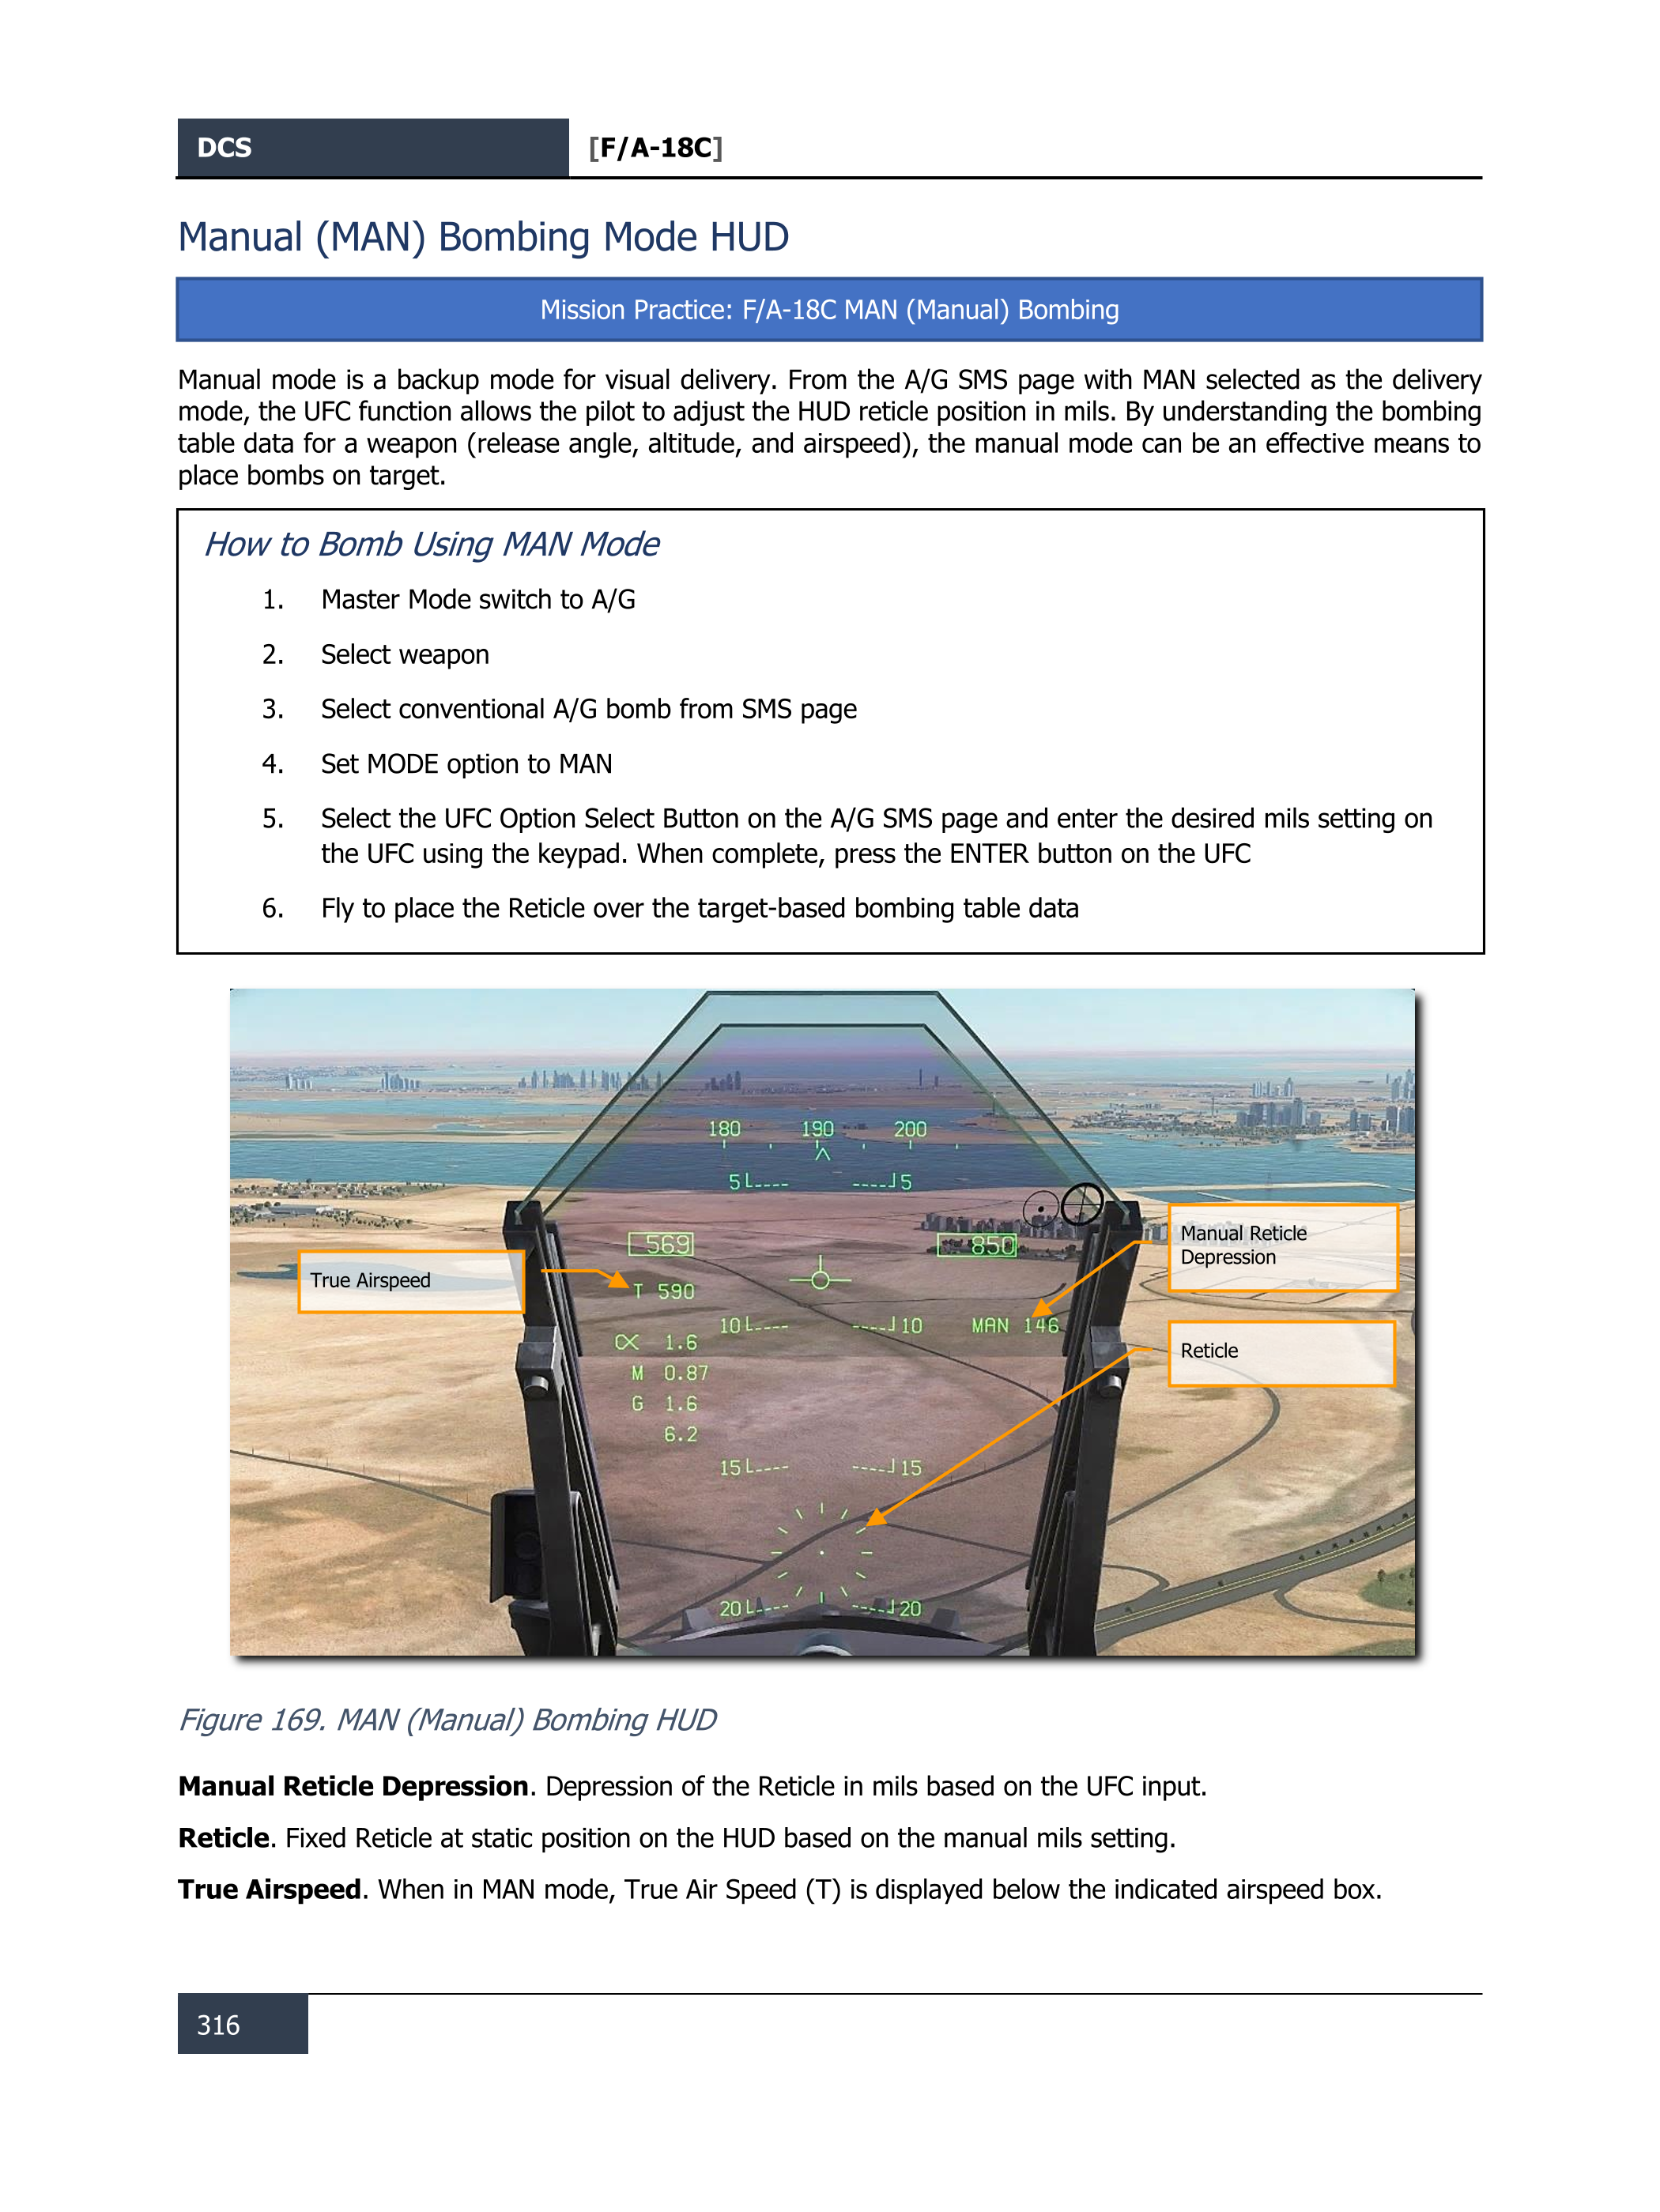 DCS
[F/A-18C]
Manual (MAN) Bombing Mode HUD
Mission Practice: F/A-18C MAN (Manual) Bombing
Manual mode is a backup mode for visual delivery. From the A/G SMS page with MAN selected as the delivery
mode, the UFC function allows the pilot to adjust the HUD reticle position in mils. By understanding the bombing
table data for a weapon (release angle, altitude, and airspeed), the manual mode can be an effective means to
place bombs on target.
How to Bomb Using MAN Mode
1. Master Mode switch to A/G
2. Select weapon
3. Select conventional A/G bomb from SMS page
4. Set MODE option to MAN
5. Select the UFC Option Select Button on the A/G SMS page and enter the desired mils setting on
the UFC using the keypad. When complete, press the ENTER button on the UFC
6. Fly to place the Reticle over the target-based bombing table data
180 190 200
5 5
569 850
Manual Reticle
Depression
True Airspeed
T 590
10 10 MAN 146
α 1.6
Reticle
M 0.87
G 1.6
6.2
15 15
20 20
Figure 169. MAN (Manual) Bombing HUD
Manual Reticle Depression. Depression of the Reticle in mils based on the UFC input.
Reticle. Fixed Reticle at static position on the HUD based on the manual mils setting.
True Airspeed. When in MAN mode, True Air Speed (T) is displayed below the indicated airspeed box.
316